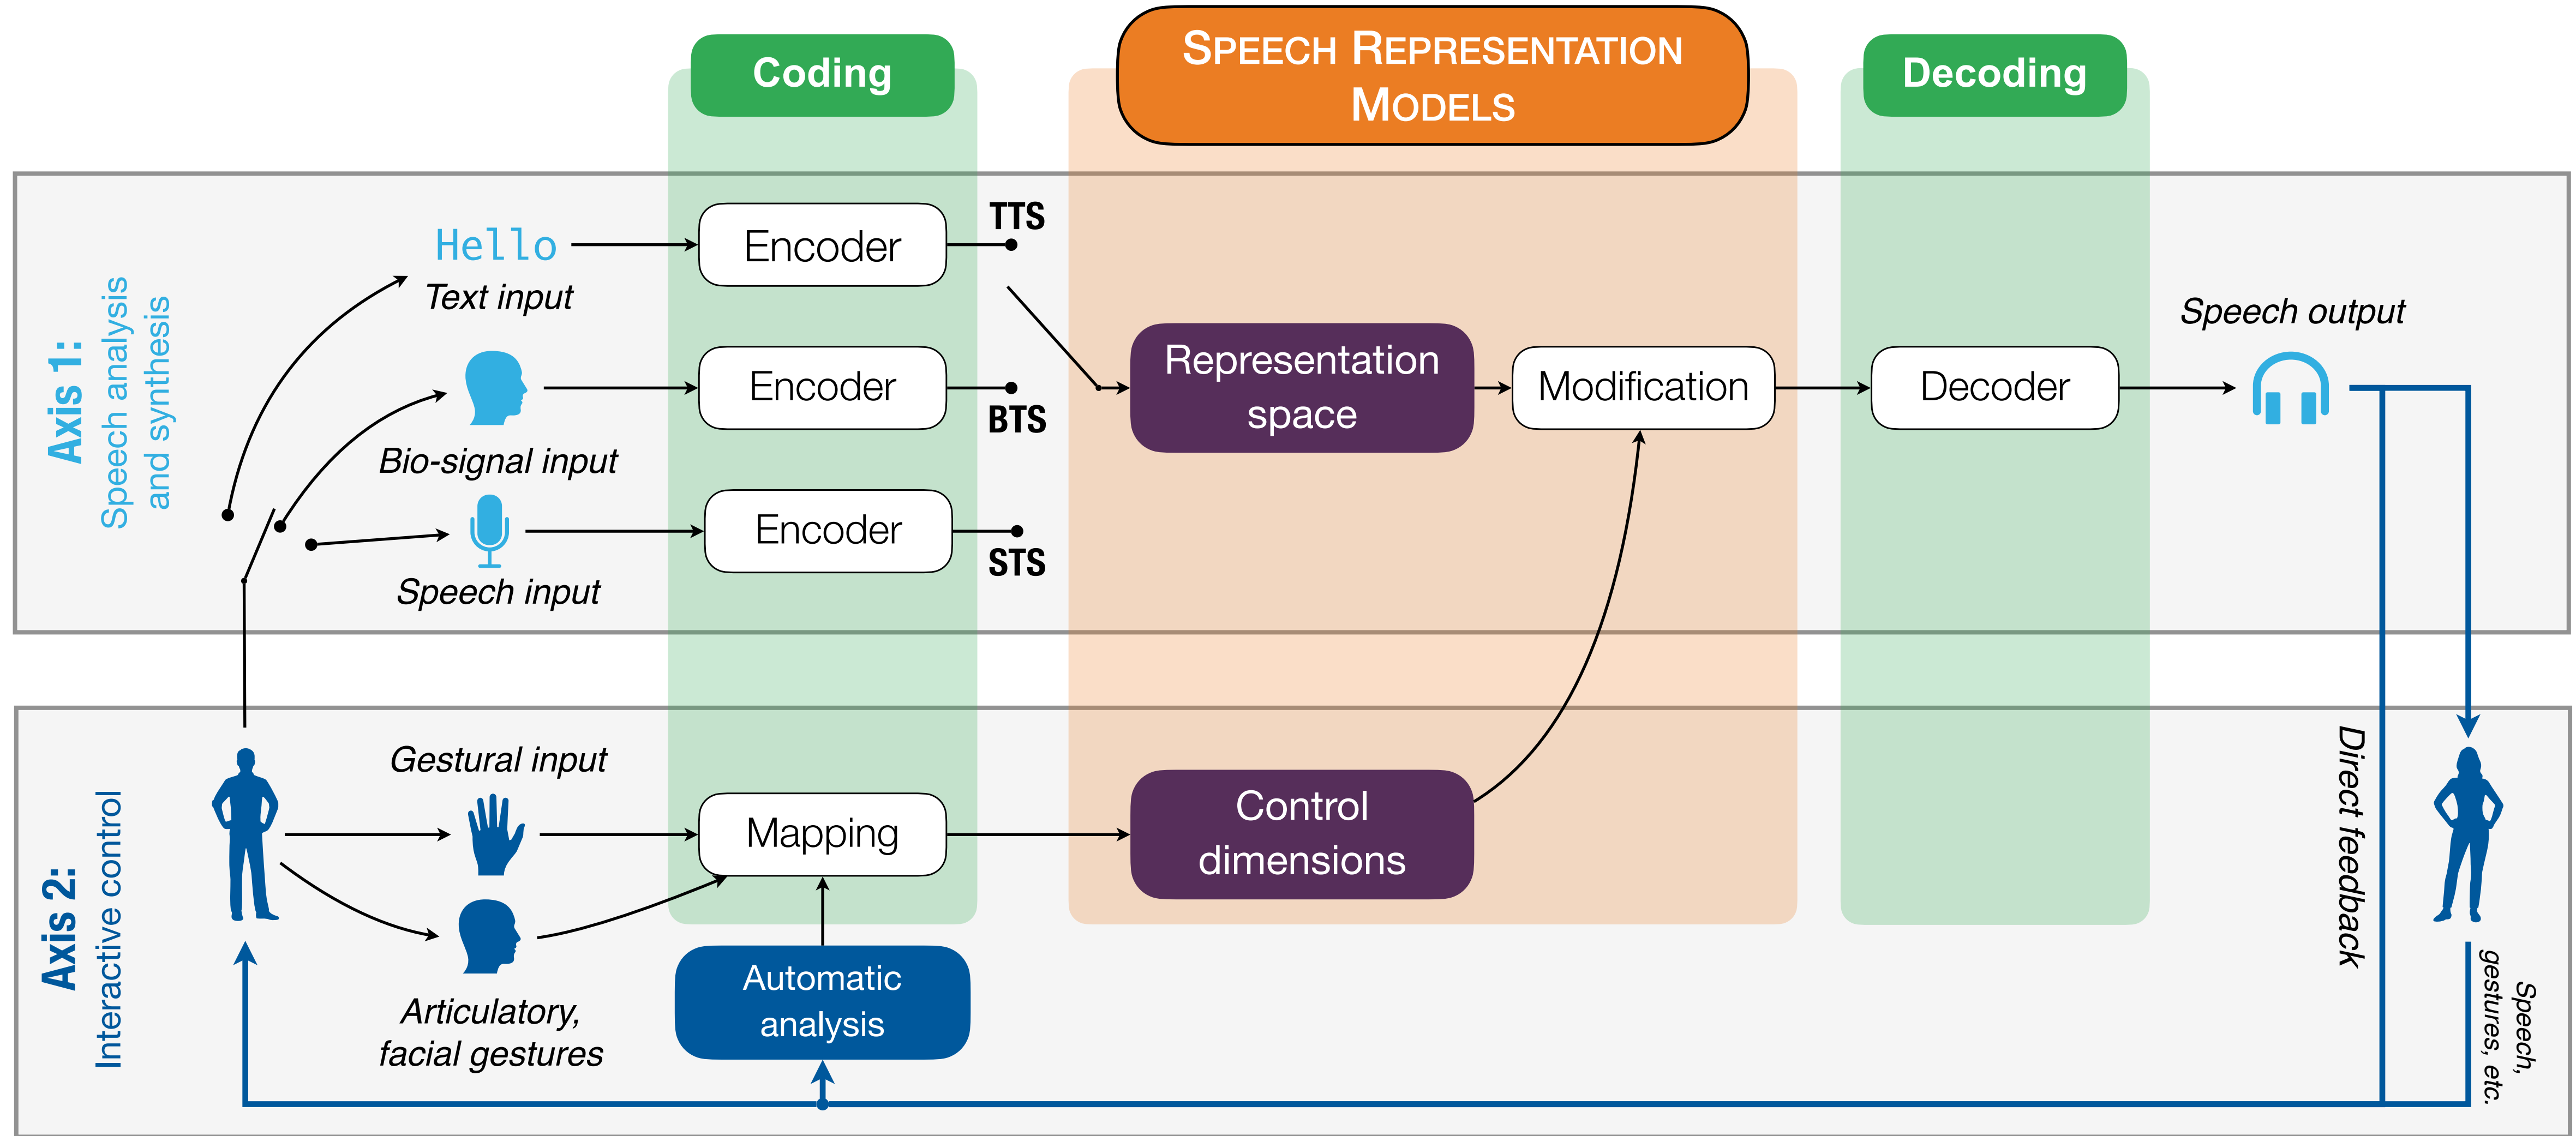 Coding
SPEECH REPRESENTATION
MODELS
Decoding
Axis 1:
Speech analysis
and synthesis
Hello
Text input
Encoder
TTS
Bio-signal input
Encoder
BTS
Speech input
Encoder
STS
Representation
space
Modification
Decoder
Speech output
Axis 2:
Interactive control
Gestural input
Articulatory,
facial gestures
Mapping
Automatic
analysis
Control
dimensions
Direct feedback
Speech,
gestures, etc.